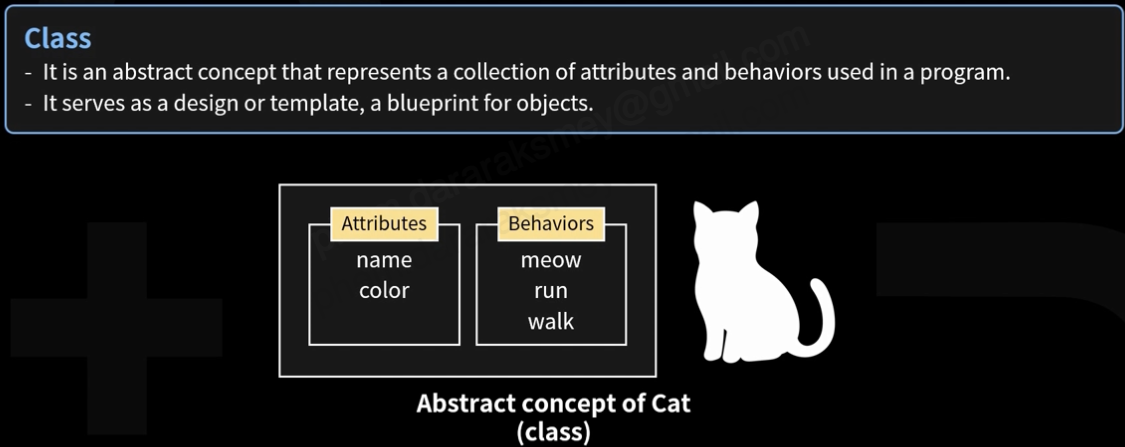 Class
- It is an abstract concept that represents a collection of attributes and behaviors used in a program.
- It serves as a design or template, a blueprint for objects.
Attributes
name
color
Behaviors
meow
run
walk
Abstract concept of Cat
(class)